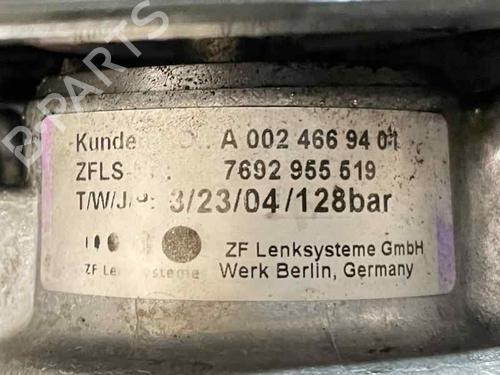 B PARTS
Kunde A 002 466 94 01
ZFLS- : 7692 955 519
T/W/J/P: 3/23/04/128bar
ZF Lenksysteme GmbH
ZF Lenksysteme Werk Berlin, Germany